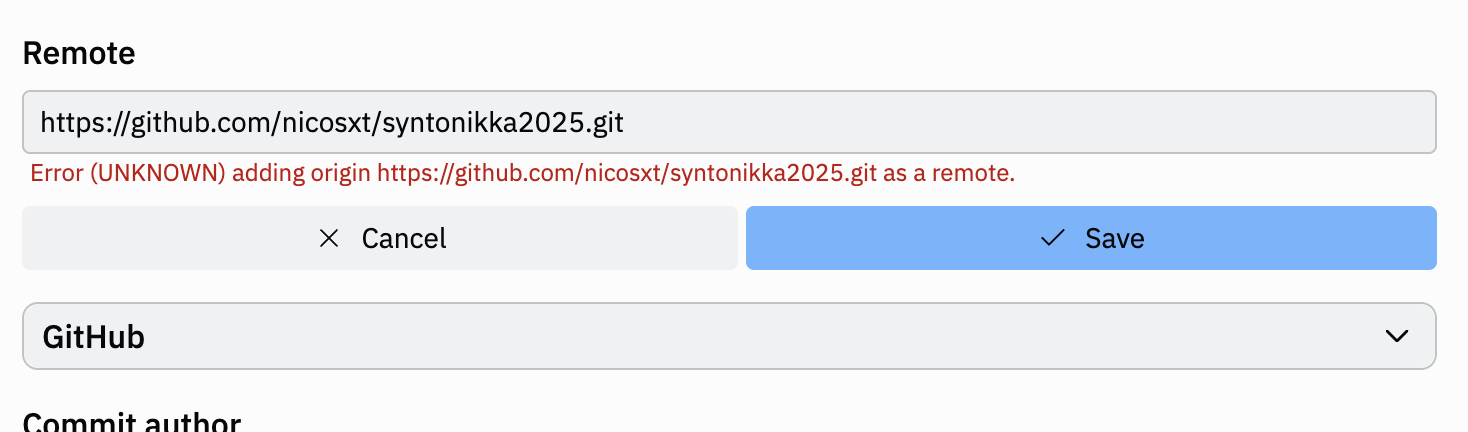 Remote
https://github.com/nicosxt/syntonikka2025.git
Error (UNKNOWN) adding origin https://github.com/nicosxt/syntonikka2025.git as a remote.
Cancel
Save
GitHub
Commit author